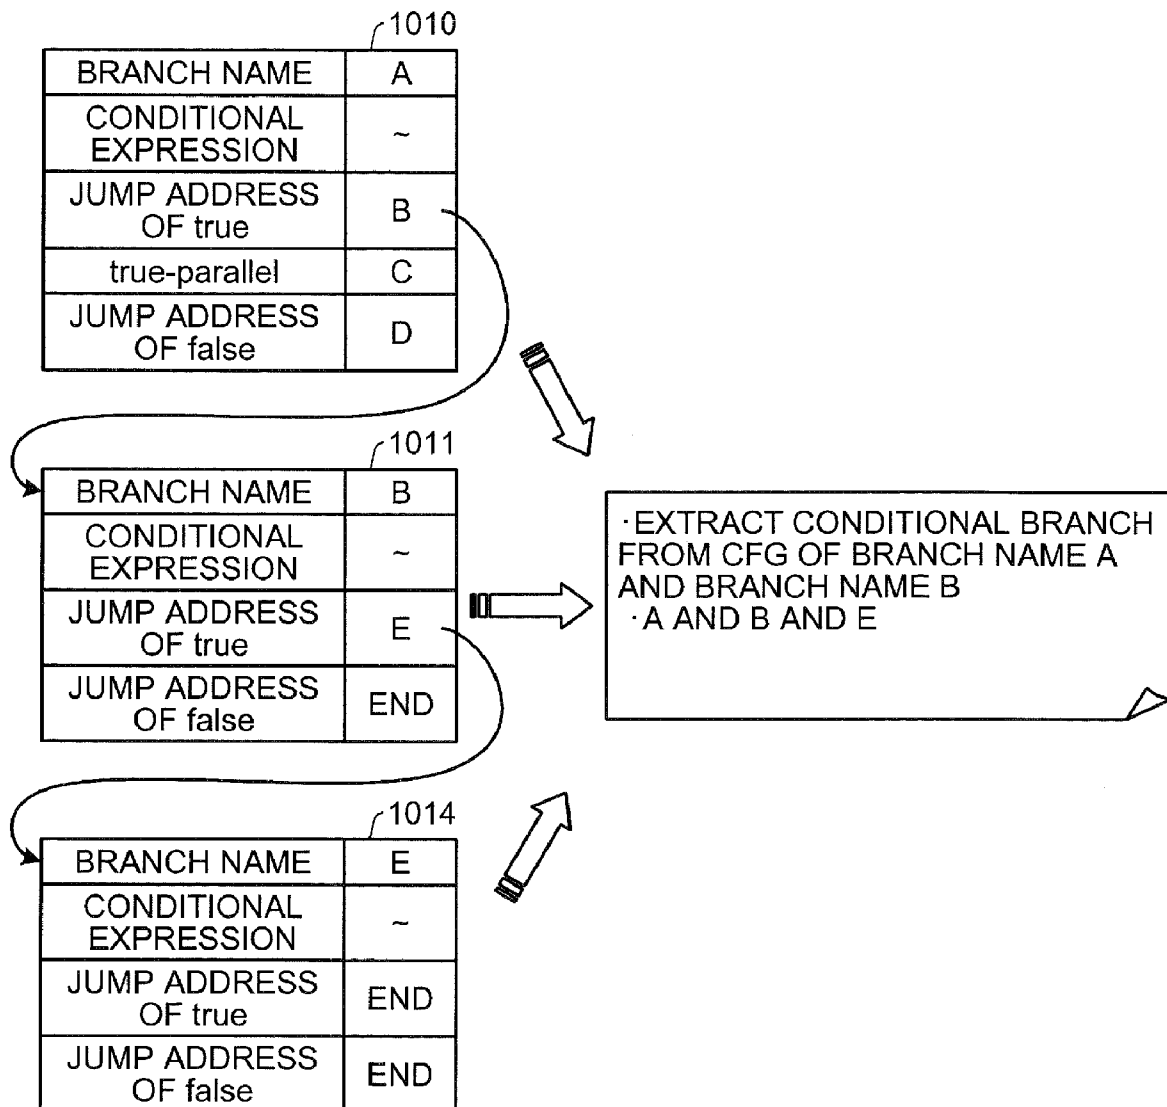 1010
BRANCH NAME A
CONDITIONAL
EXPRESSION ~
JUMP ADDRESS
OF true B
true-parallel C
JUMP ADDRESS
OF false D
1011
BRANCH NAME B
CONDITIONAL
EXPRESSION ~
JUMP ADDRESS
OF true E
JUMP ADDRESS
OF false END
1014
BRANCH NAME E
CONDITIONAL
EXPRESSION ~
JUMP ADDRESS
OF true END
JUMP ADDRESS
OF false END
·EXTRACT CONDITIONAL BRANCH
FROM CFG OF BRANCH NAME A
AND BRANCH NAME B
·A AND B AND E